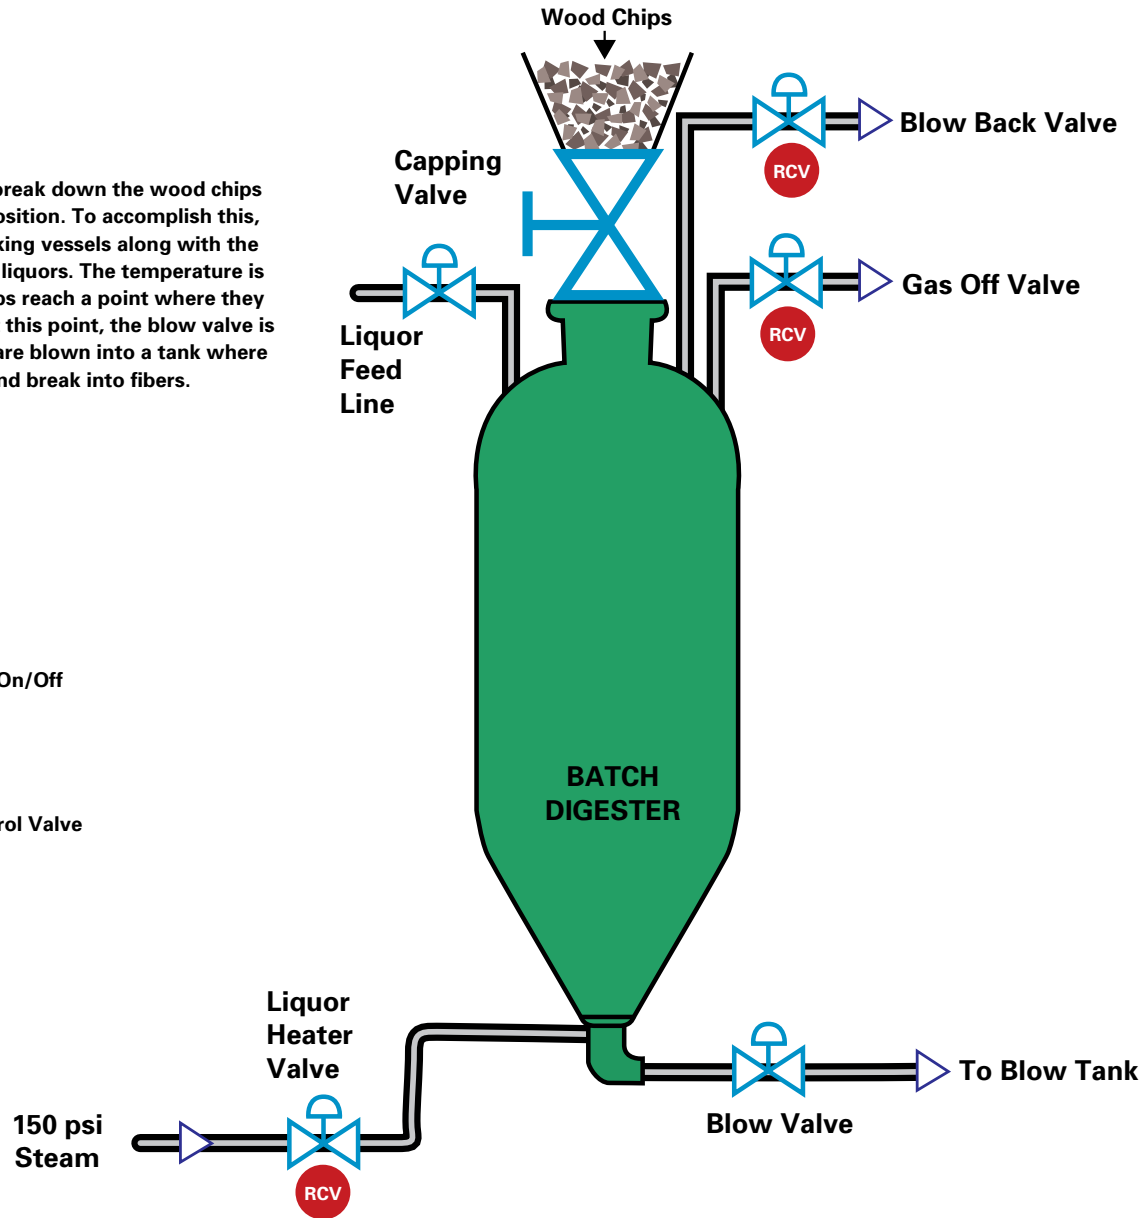 Wood Chips
Blow Back Valve
RCV
Capping
Valve
break down the wood chips
osition. To accomplish this,
king vessels along with the
liquors. The temperature is
ps reach a point where they
this point, the blow valve is
are blown into a tank where
nd break into fibers.
Gas Off Valve
RCV
Liquor
Feed
Line
On/Off
BATCH
DIGESTER
rol Valve
Liquor
Heater
Valve
To Blow Tank
Blow Valve
150 psi
Steam
RCV